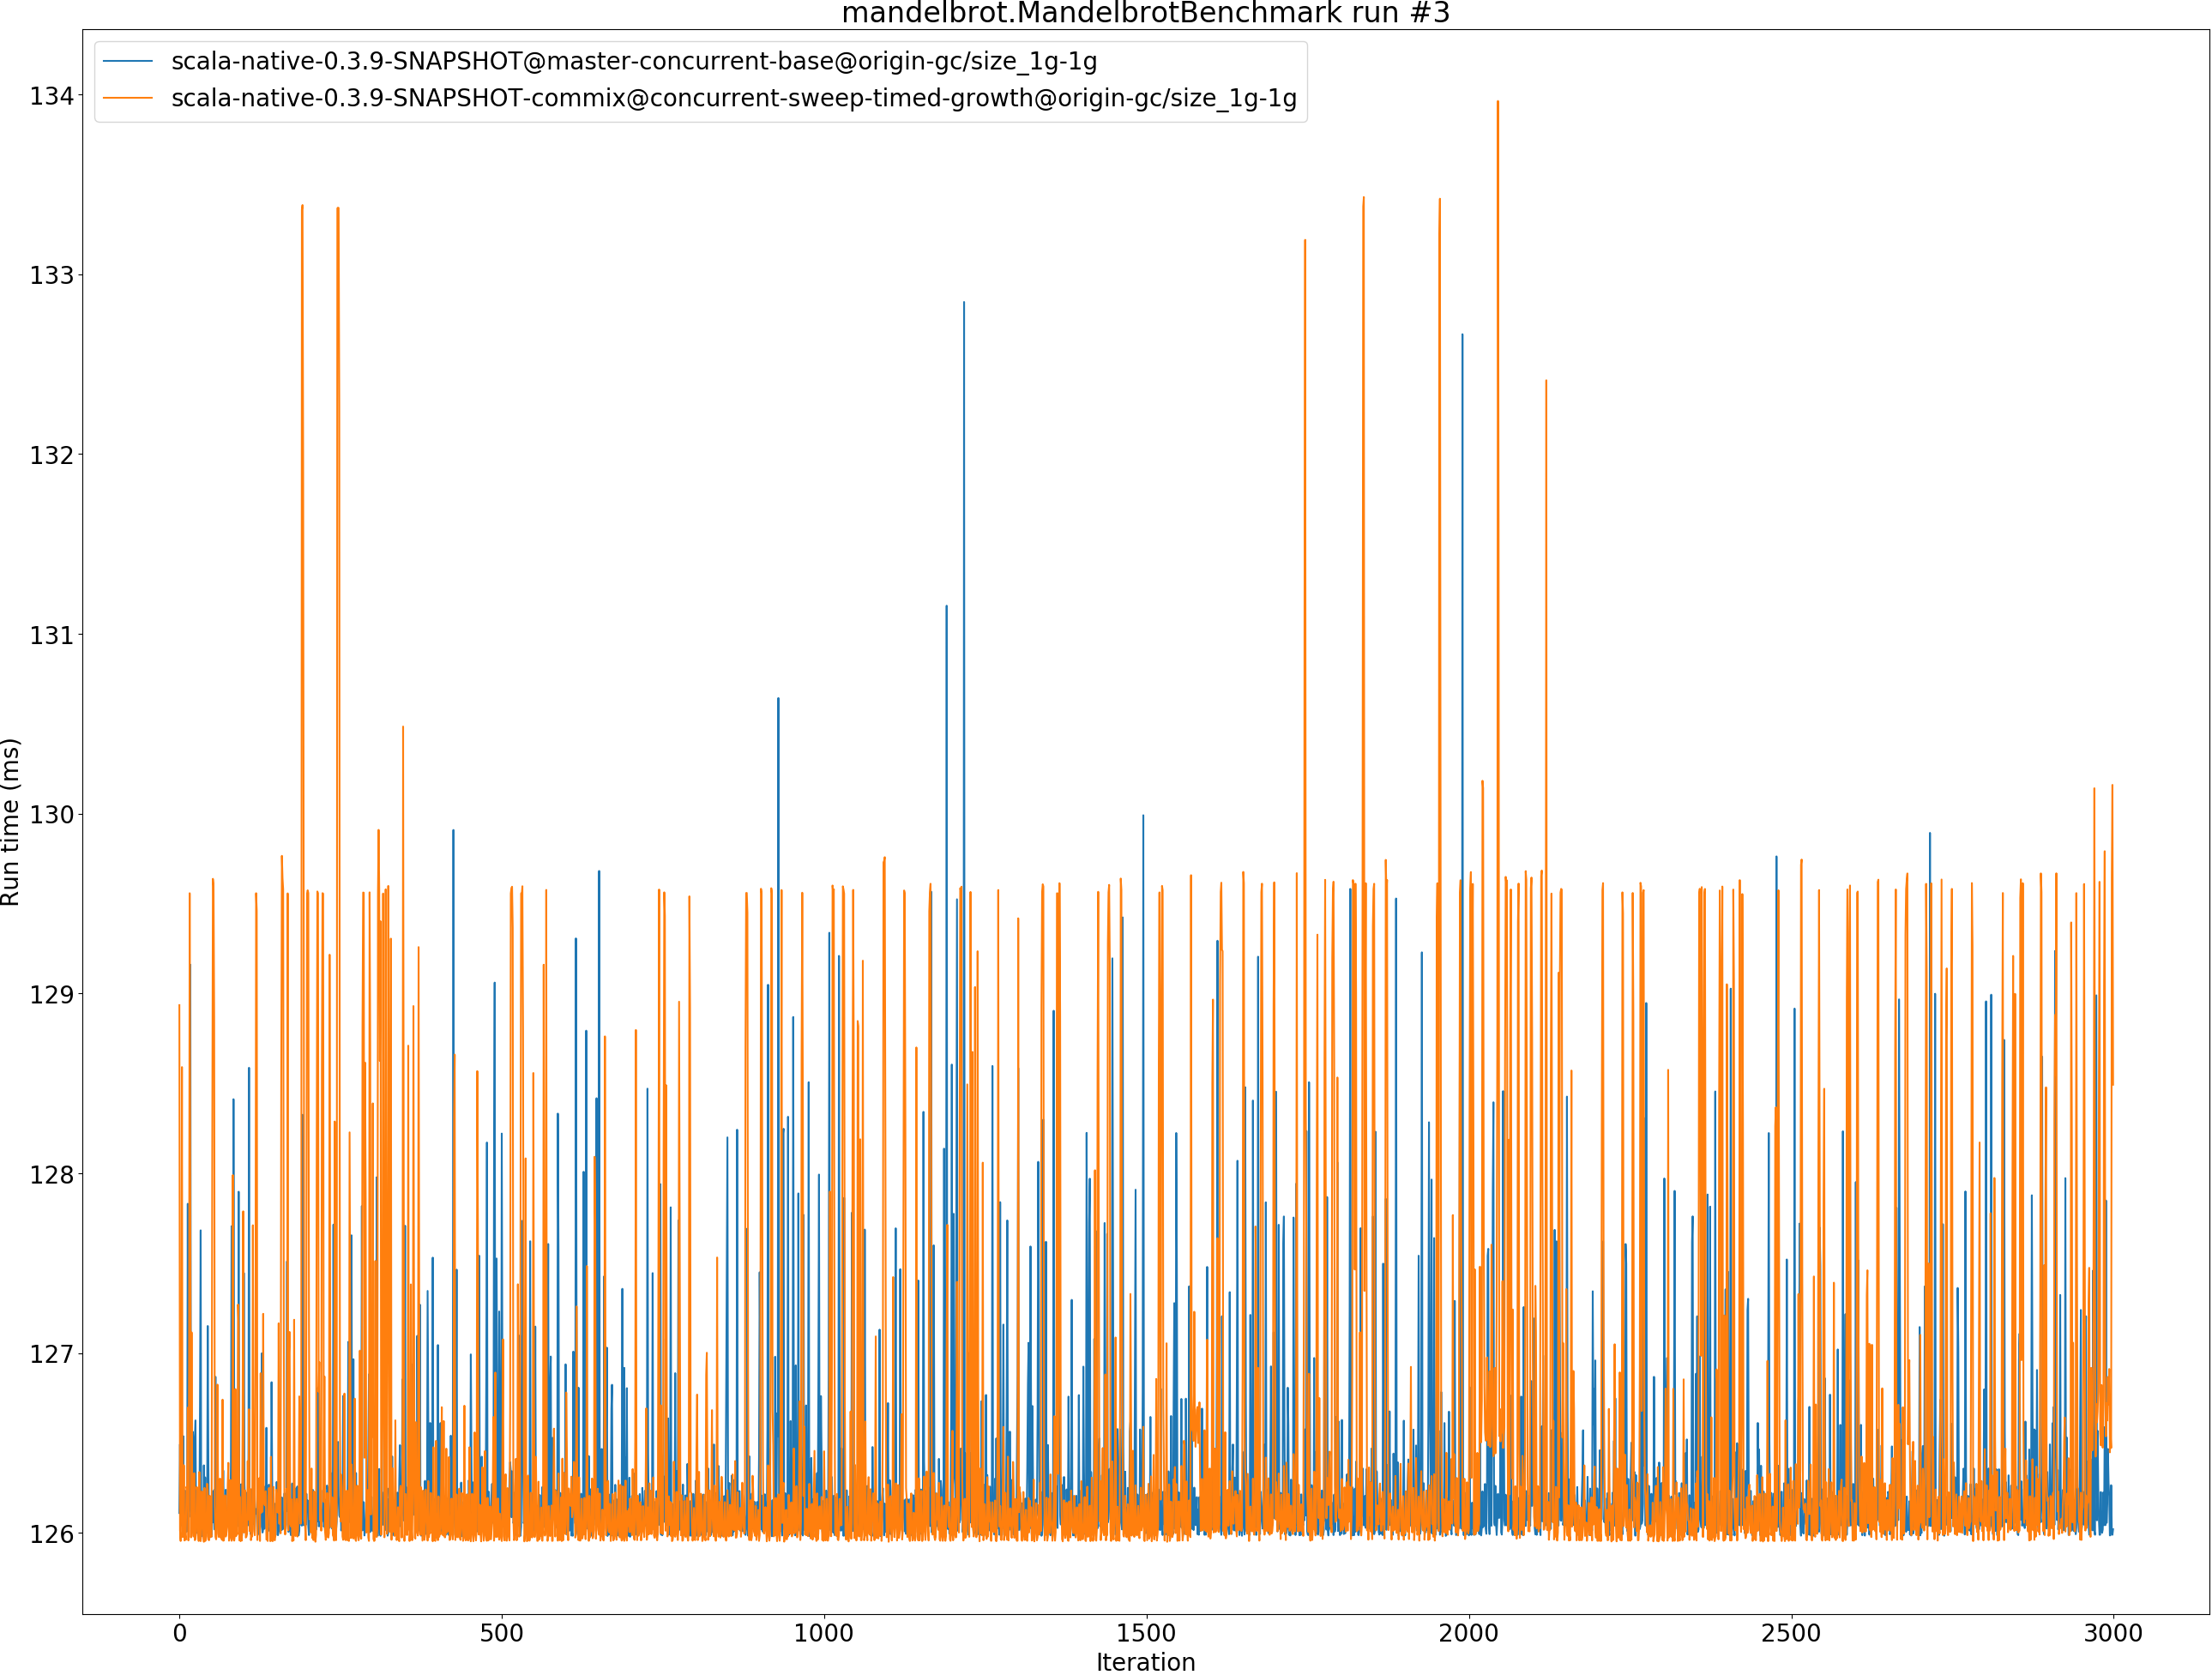 mandelbrot.MandelbrotBenchmark run #3
scala-native-0.3.9-SNAPSHOT@master-concurrent-base@origin-gc/size_1g-1g
scala-native-0.3.9-SNAPSHOT-commix@concurrent-sweep-timed-growth@origin-gc/size_1g-1g
134
133
132
131
130
129
128
127
126
Run time (ms)
0 500 1000 1500 2000 2500 3000
Iteration